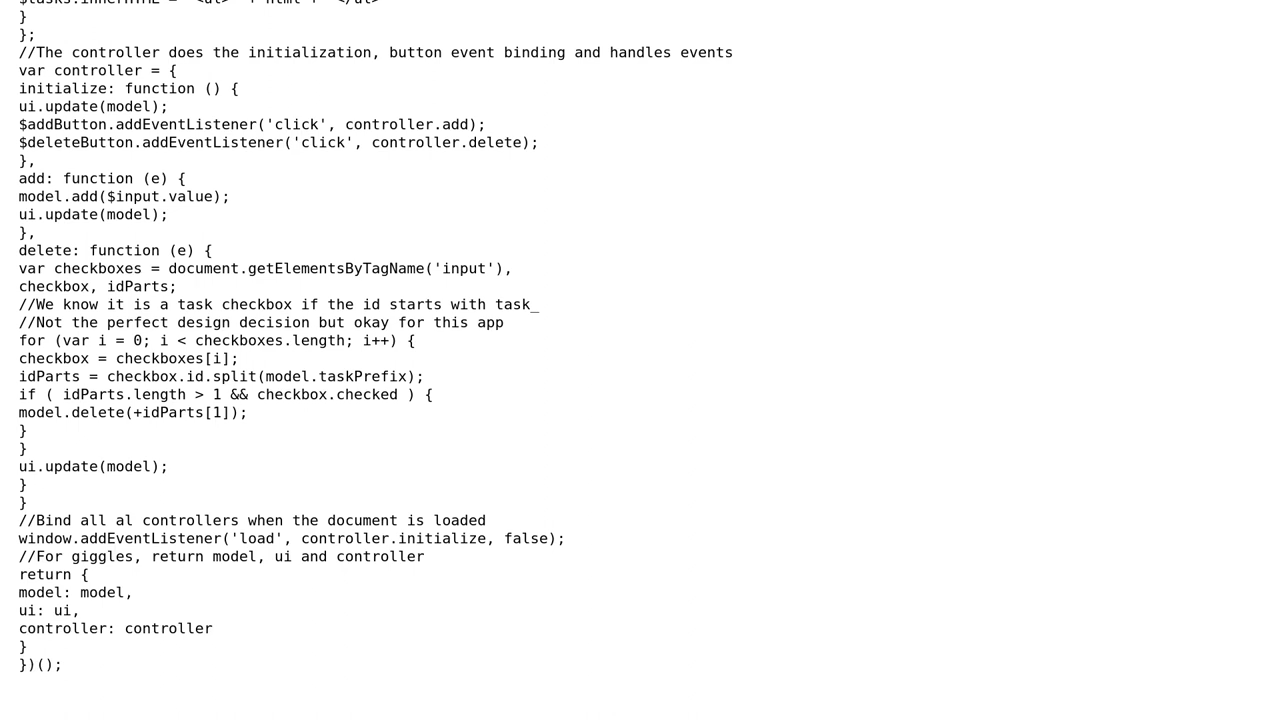 $tasks.innerHTML = '<ul>' + html + '</ul>'
}
};
//The controller does the initialization, button event binding and handles events
var controller = {
initialize: function () {
ui.update(model);
$addButton.addEventListener('click', controller.add);
$deleteButton.addEventListener('click', controller.delete);
},
add: function (e) {
model.add($input.value);
ui.update(model);
},
delete: function (e) {
var checkboxes = document.getElementsByTagName('input'),
checkbox, idParts;
//We know it is a task checkbox if the id starts with task_
//Not the perfect design decision but okay for this app
for (var i = 0; i < checkboxes.length; i++) {
checkbox = checkboxes[i];
idParts = checkbox.id.split(model.taskPrefix);
if ( idParts.length > 1 && checkbox.checked ) {
model.delete(+idParts[1]);
}
}
ui.update(model);
}
}
//Bind all al controllers when the document is loaded
window.addEventListener('load', controller.initialize, false);
//For giggles, return model, ui and controller
return {
model: model,
ui: ui,
controller: controller
}
})();